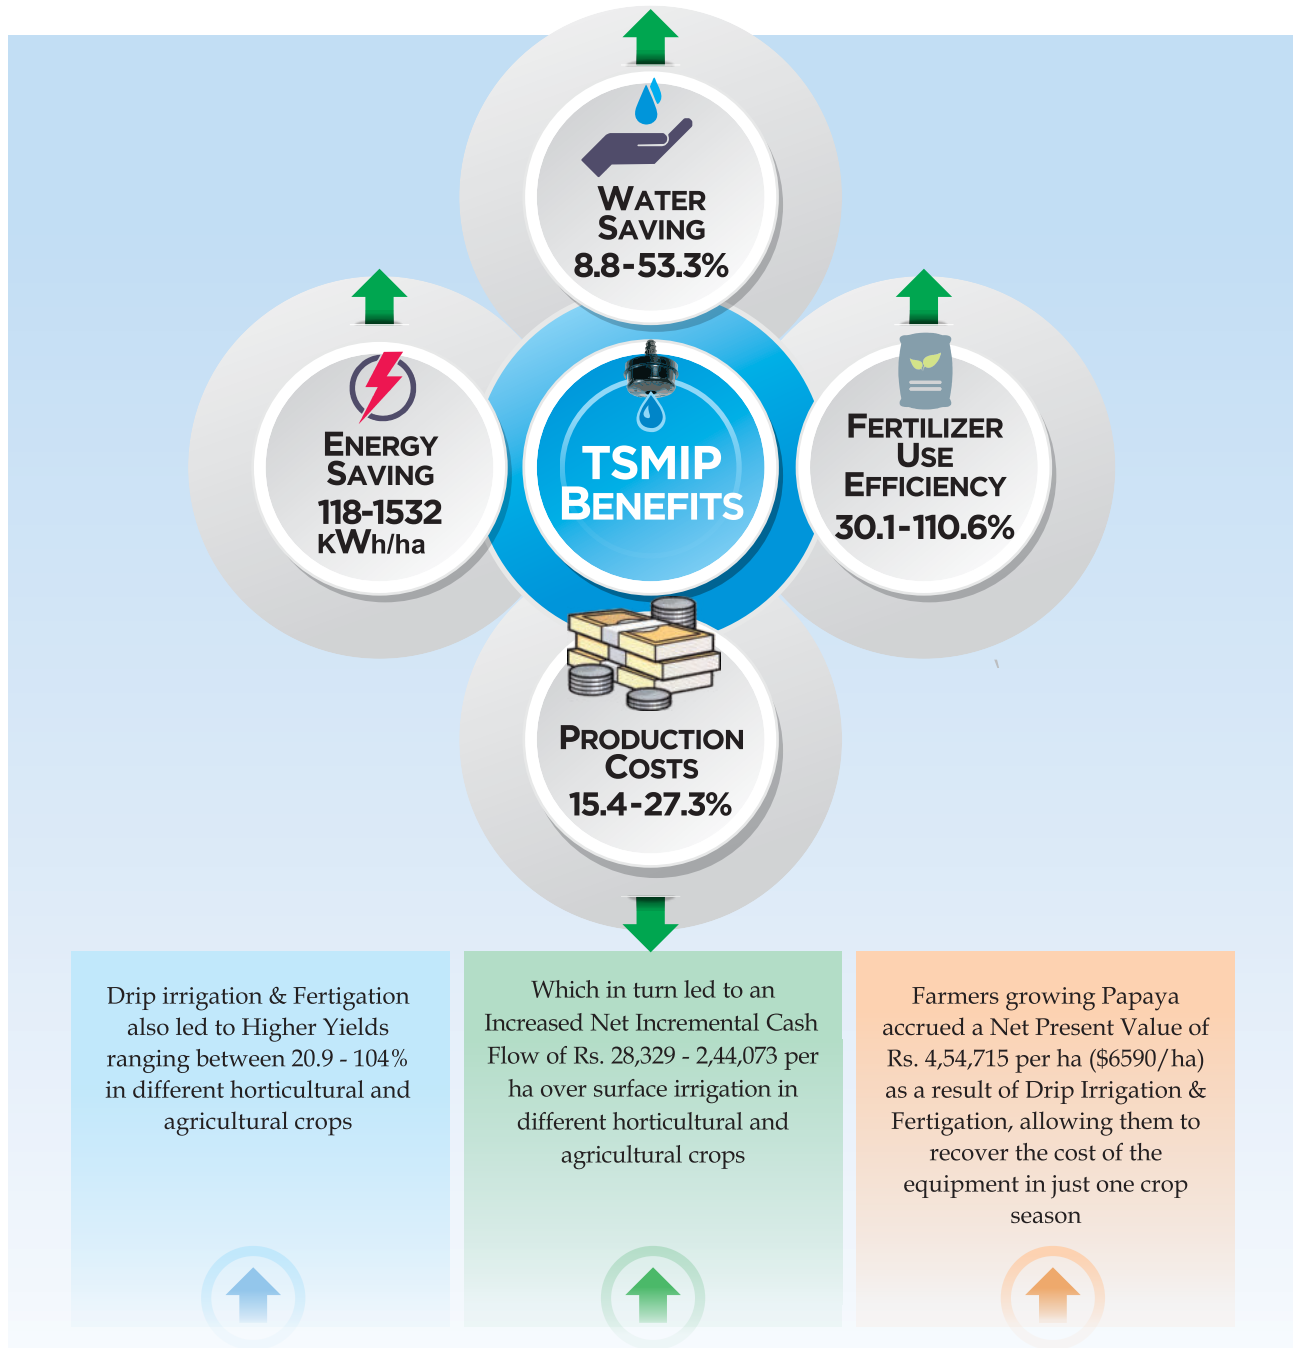 WATER
SAVING
8.8-53.3%
ENERGY
SAVING
118-1532
KWh/ha
TSMIP
BENEFITS
FERTILIZER
USE
EFFICIENCY
30.1-110.6%
PRODUCTION
COSTS
15.4-27.3%
Drip irrigation & Fertigation
also led to Higher Yields
ranging between 20.9 - 104%
in different horticultural and
agricultural crops
Which in turn led to an
Increased Net Incremental Cash
Flow of Rs. 28,329 - 2,44,073 per
ha over surface irrigation in
different horticultural and
agricultural crops
Farmers growing Papaya
accrued a Net Present Value of
Rs. 4,54,715 per ha ($6590/ha)
as a result of Drip Irrigation &
Fertigation, allowing them to
recover the cost of the
equipment in just one crop
season